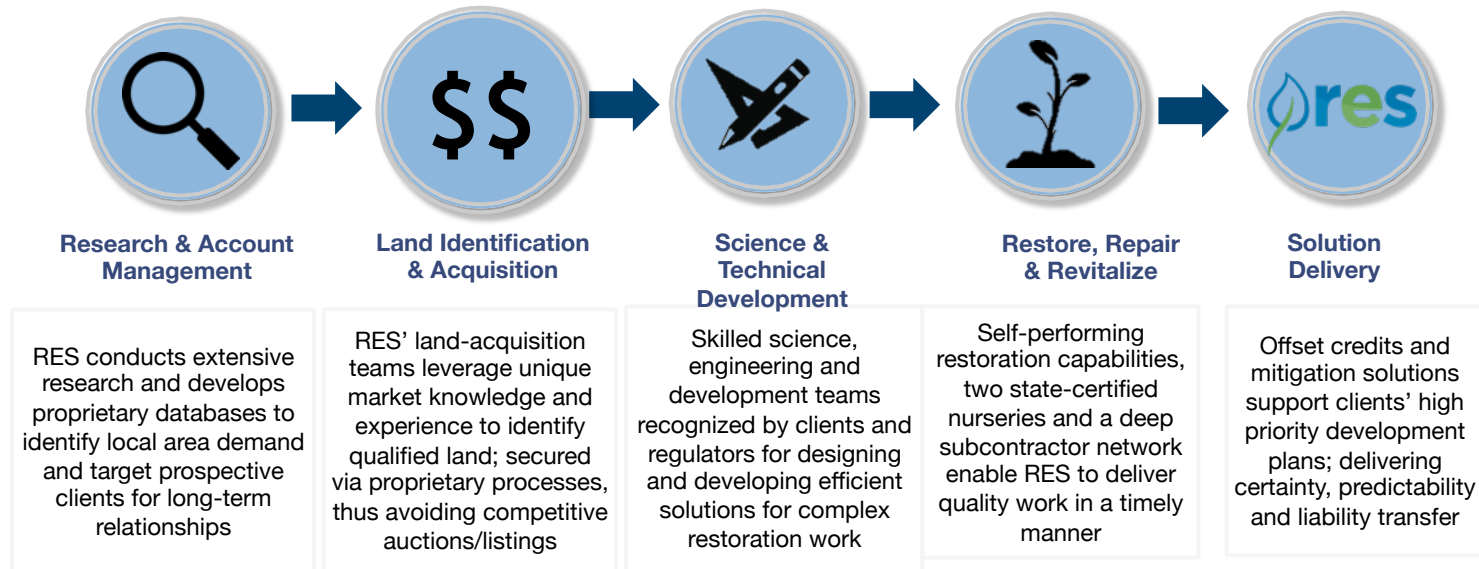 $$
res
Research & Account
Management
Land Identification
& Acquisition
Science &
Technical
Development
Restore, Repair
& Revitalize
Solution
Delivery
RES conducts extensive
research and develops
proprietary databases to
identify local area demand
and target prospective
clients for long-term
relationships
RES’ land-acquisition
teams leverage unique
market knowledge and
experience to identify
qualified land; secured
via proprietary processes,
thus avoiding competitive
auctions/listings
Skilled science,
engineering and
development teams
recognized by clients and
regulators for designing
and developing efficient
solutions for complex
restoration work
Self-performing
restoration capabilities,
two state-certified
nurseries and a deep
subcontractor network
enable RES to deliver
quality work in a timely
manner
Offset credits and
mitigation solutions
support clients’ high
priority development
plans; delivering
certainty, predictability
and liability transfer